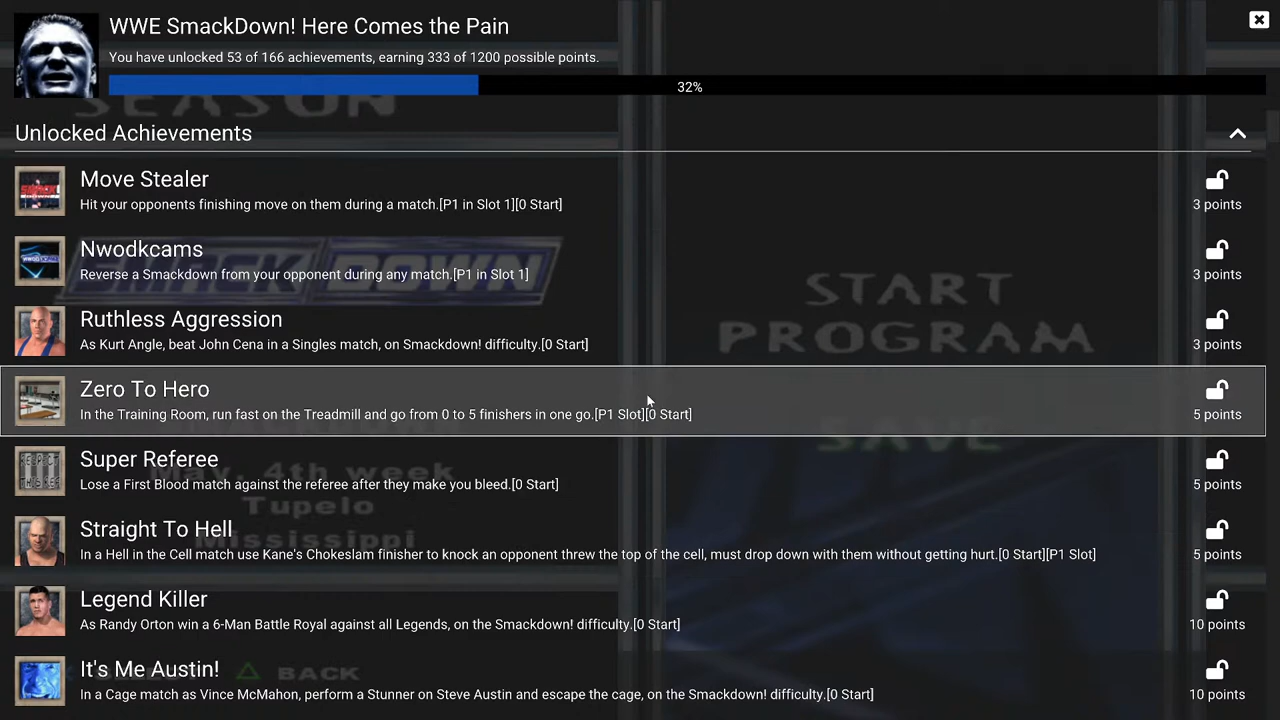 WWE SmackDown! Here Comes the Pain
You have unlocked 53 of 166 achievements, earning 333 of 1200 possible points.
32%
SEASON
Unlocked Achievements
Move Stealer
Hit your opponents finishing move on them during a match.[P1 in Slot 1][0 Start]
3 points
Nwodkcams
Reverse a Smackdown from your opponent during any match.[P1 in Slot 1]
3 points
Ruthless Aggression
As Kurt Angle, beat John Cena in a Singles match, on Smackdown! difficulty.[0 Start]
3 points
START
PROGRAM
Zero To Hero
In the Training Room, run fast on the Treadmill and go from 0 to 5 finishers in one go.[P1 Slot][0 Start]
5 points
SAVE
Super Referee
Lose a First Blood match against the referee after they make you bleed.[0 Start]
5 points
May, 4th week
Tupelo
Mississippi
Straight To Hell
In a Hell in the Cell match use Kane's Chokeslam finisher to knock an opponent threw the top of the cell, must drop down with them without getting hurt.[0 Start][P1 Slot]
5 points
Legend Killer
As Randy Orton win a 6-Man Battle Royal against all Legends, on the Smackdown! difficulty.[0 Start]
10 points
It's Me Austin!
In a Cage match as Vince McMahon, perform a Stunner on Steve Austin and escape the cage, on the Smackdown! difficulty.[0 Start]
10 points
BACK